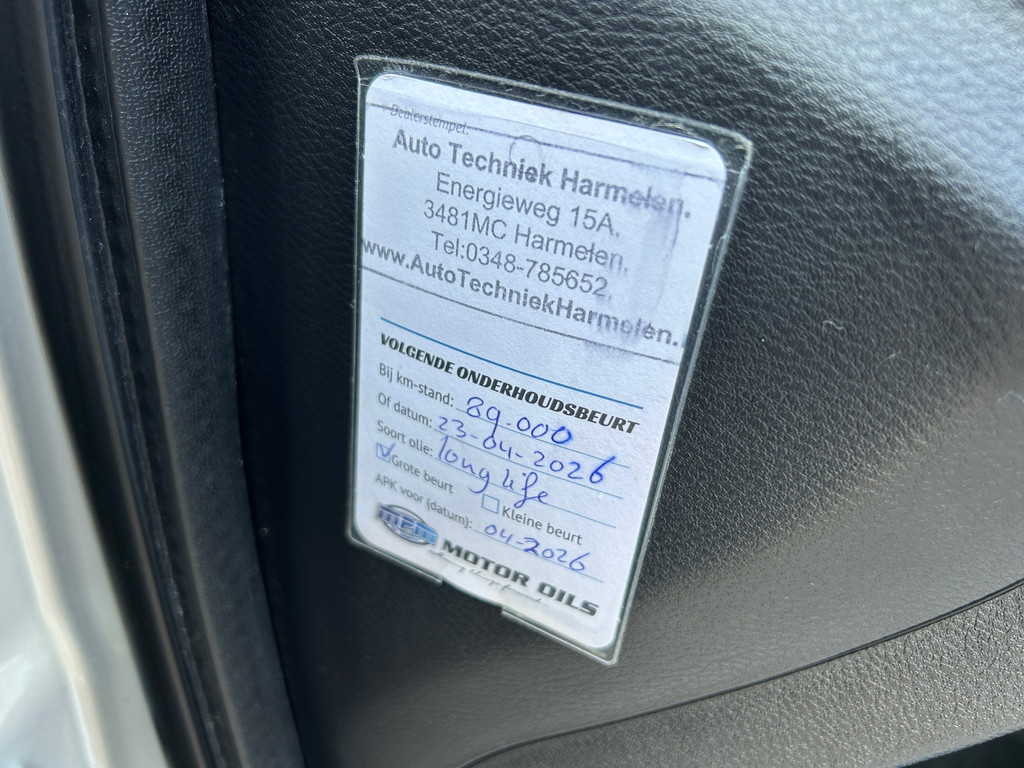 Dealerstempel:
Auto Techniek Harmelen.
Energieweg 15A,
3481MC Harmelen,
Tel:0348-785652,
www.AutoTechniekHarmelen.
VOLGENDE ONDERHOUDSBEURT
Bij km-stand: 89.000
Of datum: 23-04-2026
Soort olie: long life
Grote beurt Kleine beurt
APK voor (datum): 04-2026
MOTOR OILS